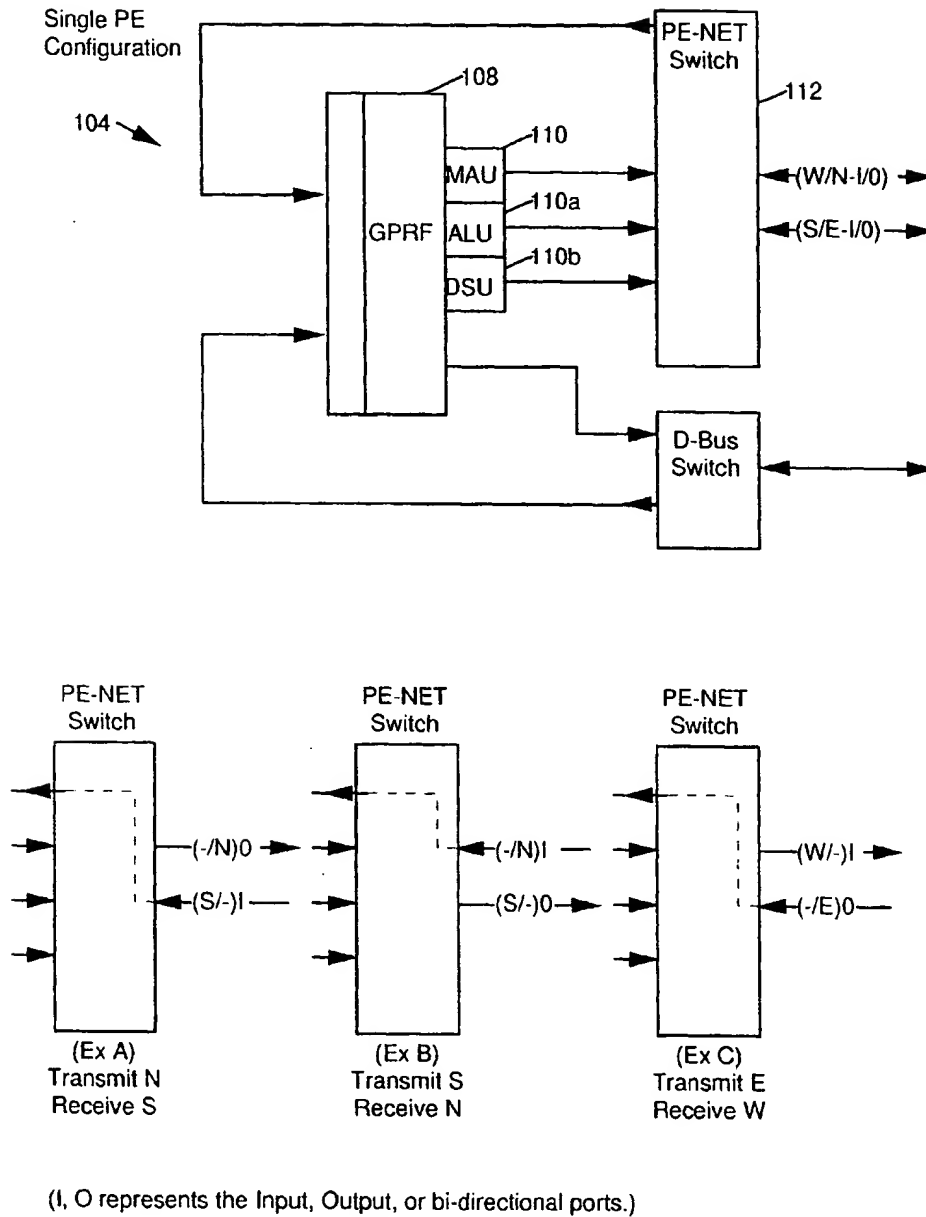 Single PE
Configuration
104
108
PE-NET
Switch
112
110
MAU
110a
GPRF
ALU
110b
DSU
(W/N-I/0)
(S/E-I/0)
D-Bus
Switch
PE-NET
Switch
PE-NET
Switch
PE-NET
Switch
(-/N)0
(S/-)I
(-/N)I
(S/-)0
(W/-)I
(-/E)0
(Ex A)
Transmit N
Receive S
(Ex B)
Transmit S
Receive N
(Ex C)
Transmit E
Receive W
(I, O represents the Input, Output, or bi-directional ports.)